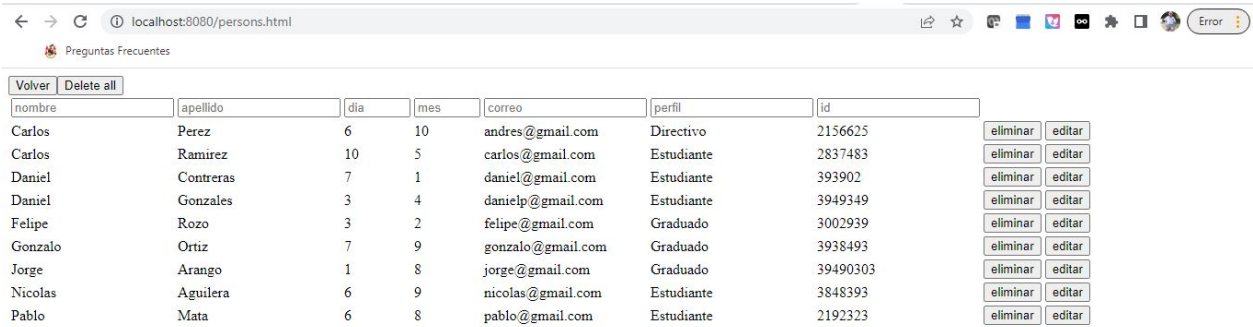 localhost:8080/persons.html Error
Preguntas Frecuentes
Volver Delete all
nombre apellido dia mes correo perfil id
Carlos Perez 6 10 andres@gmail.com Directivo 2156625 eliminar editar
Carlos Ramirez 10 5 carlos@gmail.com Estudiante 2837483 eliminar editar
Daniel Contreras 7 1 daniel@gmail.com Estudiante 393902 eliminar editar
Daniel Gonzales 3 4 danielp@gmail.com Estudiante 3949349 eliminar editar
Felipe Rozo 3 2 felipe@gmail.com Graduado 3002939 eliminar editar
Gonzalo Ortiz 7 9 gonzalo@gmail.com Graduado 3938493 eliminar editar
Jorge Arango 1 8 jorge@gmail.com Graduado 39490303 eliminar editar
Nicolas Aguilera 6 9 nicolas@gmail.com Estudiante 3848393 eliminar editar
Pablo Mata 6 8 pablo@gmail.com Estudiante 2192323 eliminar editar